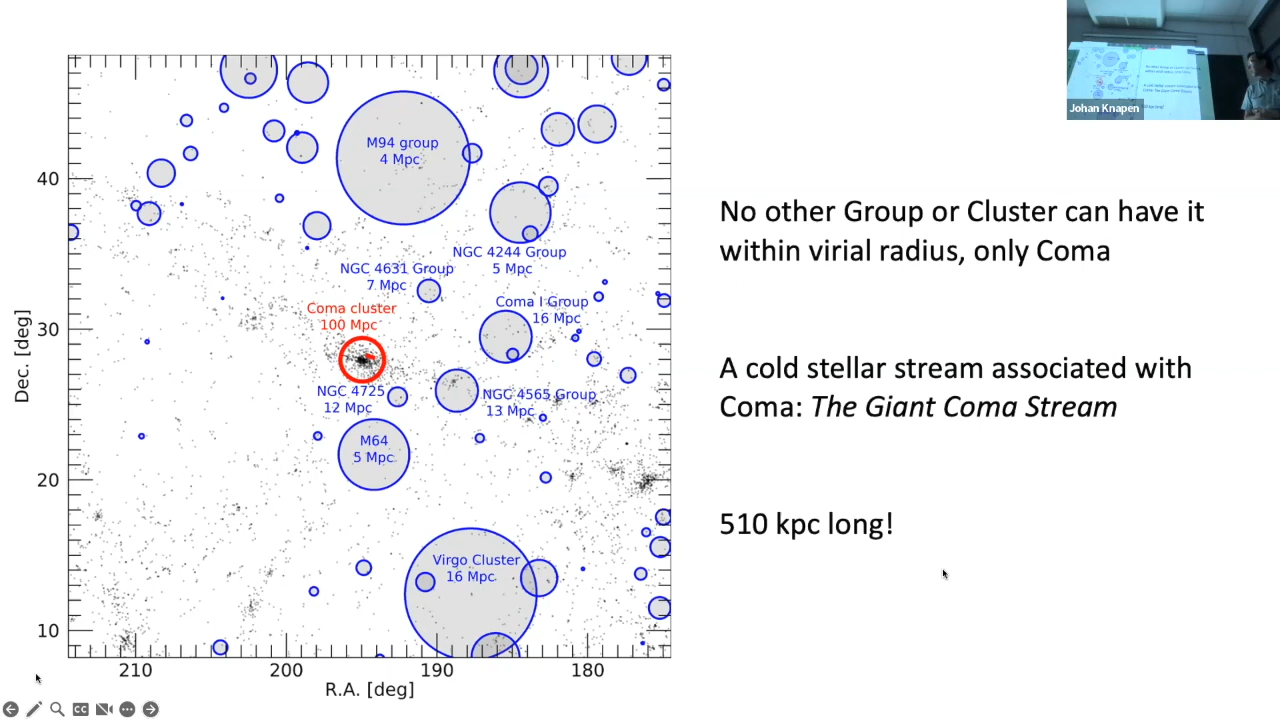 Johan Knapen
M94 group
4 Mpc
NGC 4244 Group
5 Mpc
NGC 4631 Group
7 Mpc
Coma I Group
16 Mpc
Coma cluster
100 Mpc
NGC 4725
12 Mpc
NGC 4565 Group
13 Mpc
M64
5 Mpc
Virgo Cluster
16 Mpc
40
30
20
10
Dec. [deg]
210
200
190
180
R.A. [deg]
No other Group or Cluster can have it
within virial radius, only Coma
A cold stellar stream associated with
Coma: The Giant Coma Stream
510 kpc long!
CC